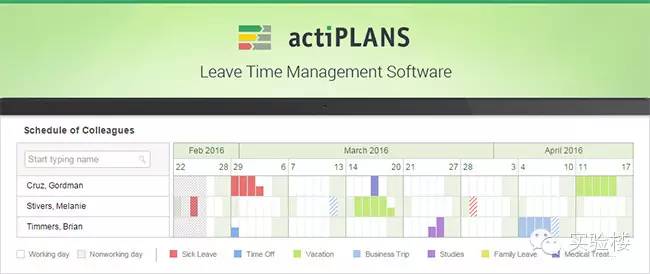 actiPLANS
Leave Time Management Software
Schedule of Colleagues
Start typing name
Feb 2016 March 2016 April 2016
22 28 29 6 7 13 14 20 21 27 28 3 4 10 11 17
Cruz, Gordman
Stivers, Melanie
Timmers, Brian
Working day Nonworking day Sick Leave Time Off Vacation Business Trip Studies Family Leave Medical Treat...
实验楼